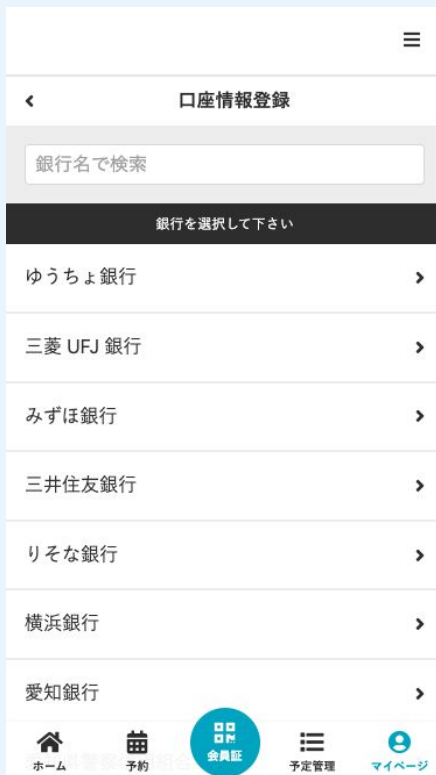 口座情報登録
銀行名で検索
銀行を選択して下さい
ゆうちょ銀行
三菱 UFJ 銀行
みずほ銀行
三井住友銀行
りそな銀行
横浜銀行
愛知銀行
ホーム
予約
会員証
予定管理
マイページ